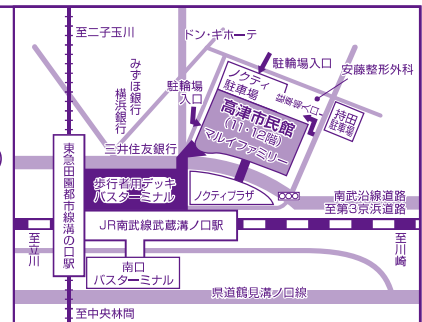 至二子玉川
ドン・キホーテ
みずほ銀行
横浜銀行
駐輪場
入口
ノクティ
駐車場
駐輪場入口
駐車場入口
安藤整形外科
持田
駐車場
高津市民館
(11・12階)
マルイファミリー
三井住友銀行
東急田園都市線溝の口駅
歩行者用デッキ
バスターミナル
ノクティプラザ
南武沿線道路
至第3京浜道路
JR南武線武蔵溝ノ口駅
至立川
至川崎
南口
バスターミナル
県道鶴見溝ノ口線
至中央林間